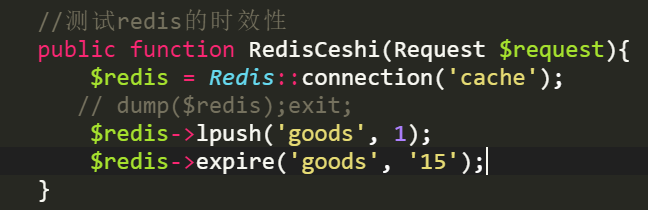 //测试redis的时效性
public function RedisCeshi(Request $request){
$redis = Redis::connection('cache');
// dump($redis);exit;
$redis->lpush('goods', 1);
$redis->expire('goods', '15');
}